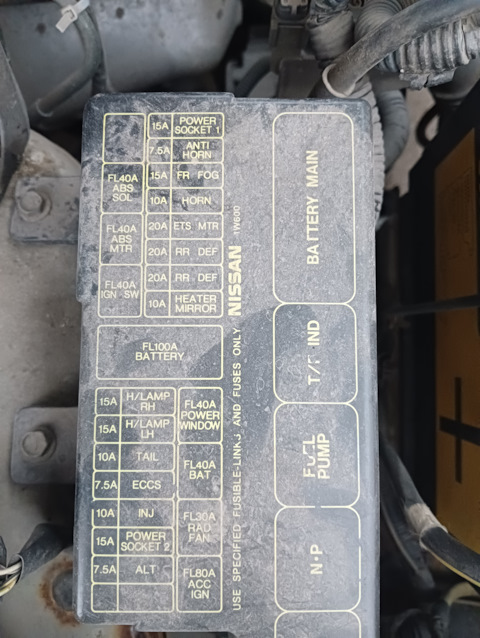 15A POWER SOCKET 1
7.5A ANTI HORN
15A FR FOG
10A HORN
20A ETS MTR
20A RR DEF
20A RR DEF
10A HEATER MIRROR
FL40A
ABS
SOL
FL40A
ABS
MTR
FL40A
IGN SW
FL100A
BATTERY
15A H/LAMP RH
15A H/LAMP LH
10A TAIL
7.5A ECCS
10A INJ
15A POWER SOCKET 2
7.5A ALT
FL40A
POWER
WINDOW
FL40A
BAT
FL30A
RAD
FAN
FL80A
ACC
IGN
USE SPECIFIED FUSIBLE-LINKS AND FUSES ONLY NISSAN 1W600
BATTERY MAIN
T/F IND
FUEL
PUMP
N·P